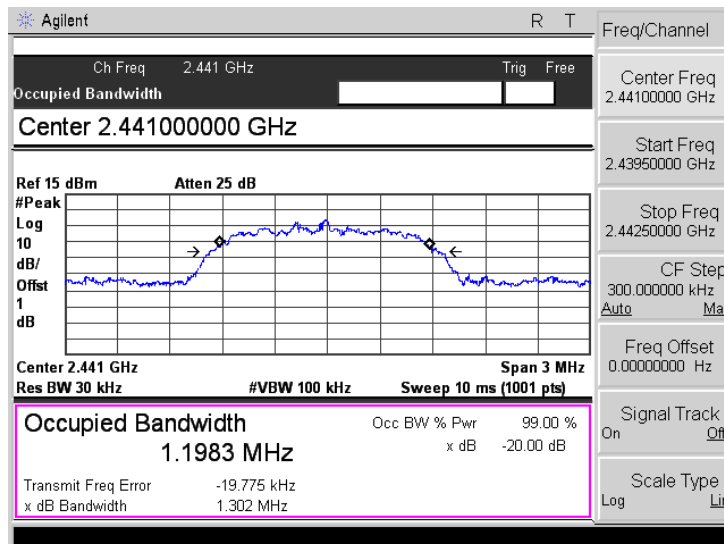 Agilent
R T
Freq/Channel
Ch Freq 2.441 GHz
Trig Free
Occupied Bandwidth
Center 2.441000000 GHz
Ref 15 dBm
Atten 25 dB
#Peak
Log
10
dB/
Offst
1
dB
Center 2.441 GHz
Span 3 MHz
Res BW 30 kHz
#VBW 100 kHz
Sweep 10 ms (1001 pts)
Occupied Bandwidth
1.1983 MHz
Occ BW % Pwr 99.00 %
x dB -20.00 dB
Transmit Freq Error -19.775 kHz
x dB Bandwidth 1.302 MHz
Center Freq
2.44100000 GHz
Start Freq
2.43950000 GHz
Stop Freq
2.44250000 GHz
CF Step
300.000000 kHz
Auto Ma
Freq Offset
0.00000000 Hz
Signal Track
On Off
Scale Type
Log Lin